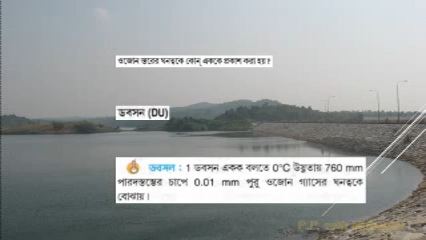 ওজোন স্তরের ঘনত্বকে কোন্ এককে প্রকাশ করা হয় ?
ডবসন (DU)
ডবসন : 1 ডবসন একক বলতে 0°C উষ্ণতায় 760 mm
পারদস্তম্ভের চাপে 0.01 mm পুরু ওজোন গ্যাসের ঘনত্বকে
বোঝায়।